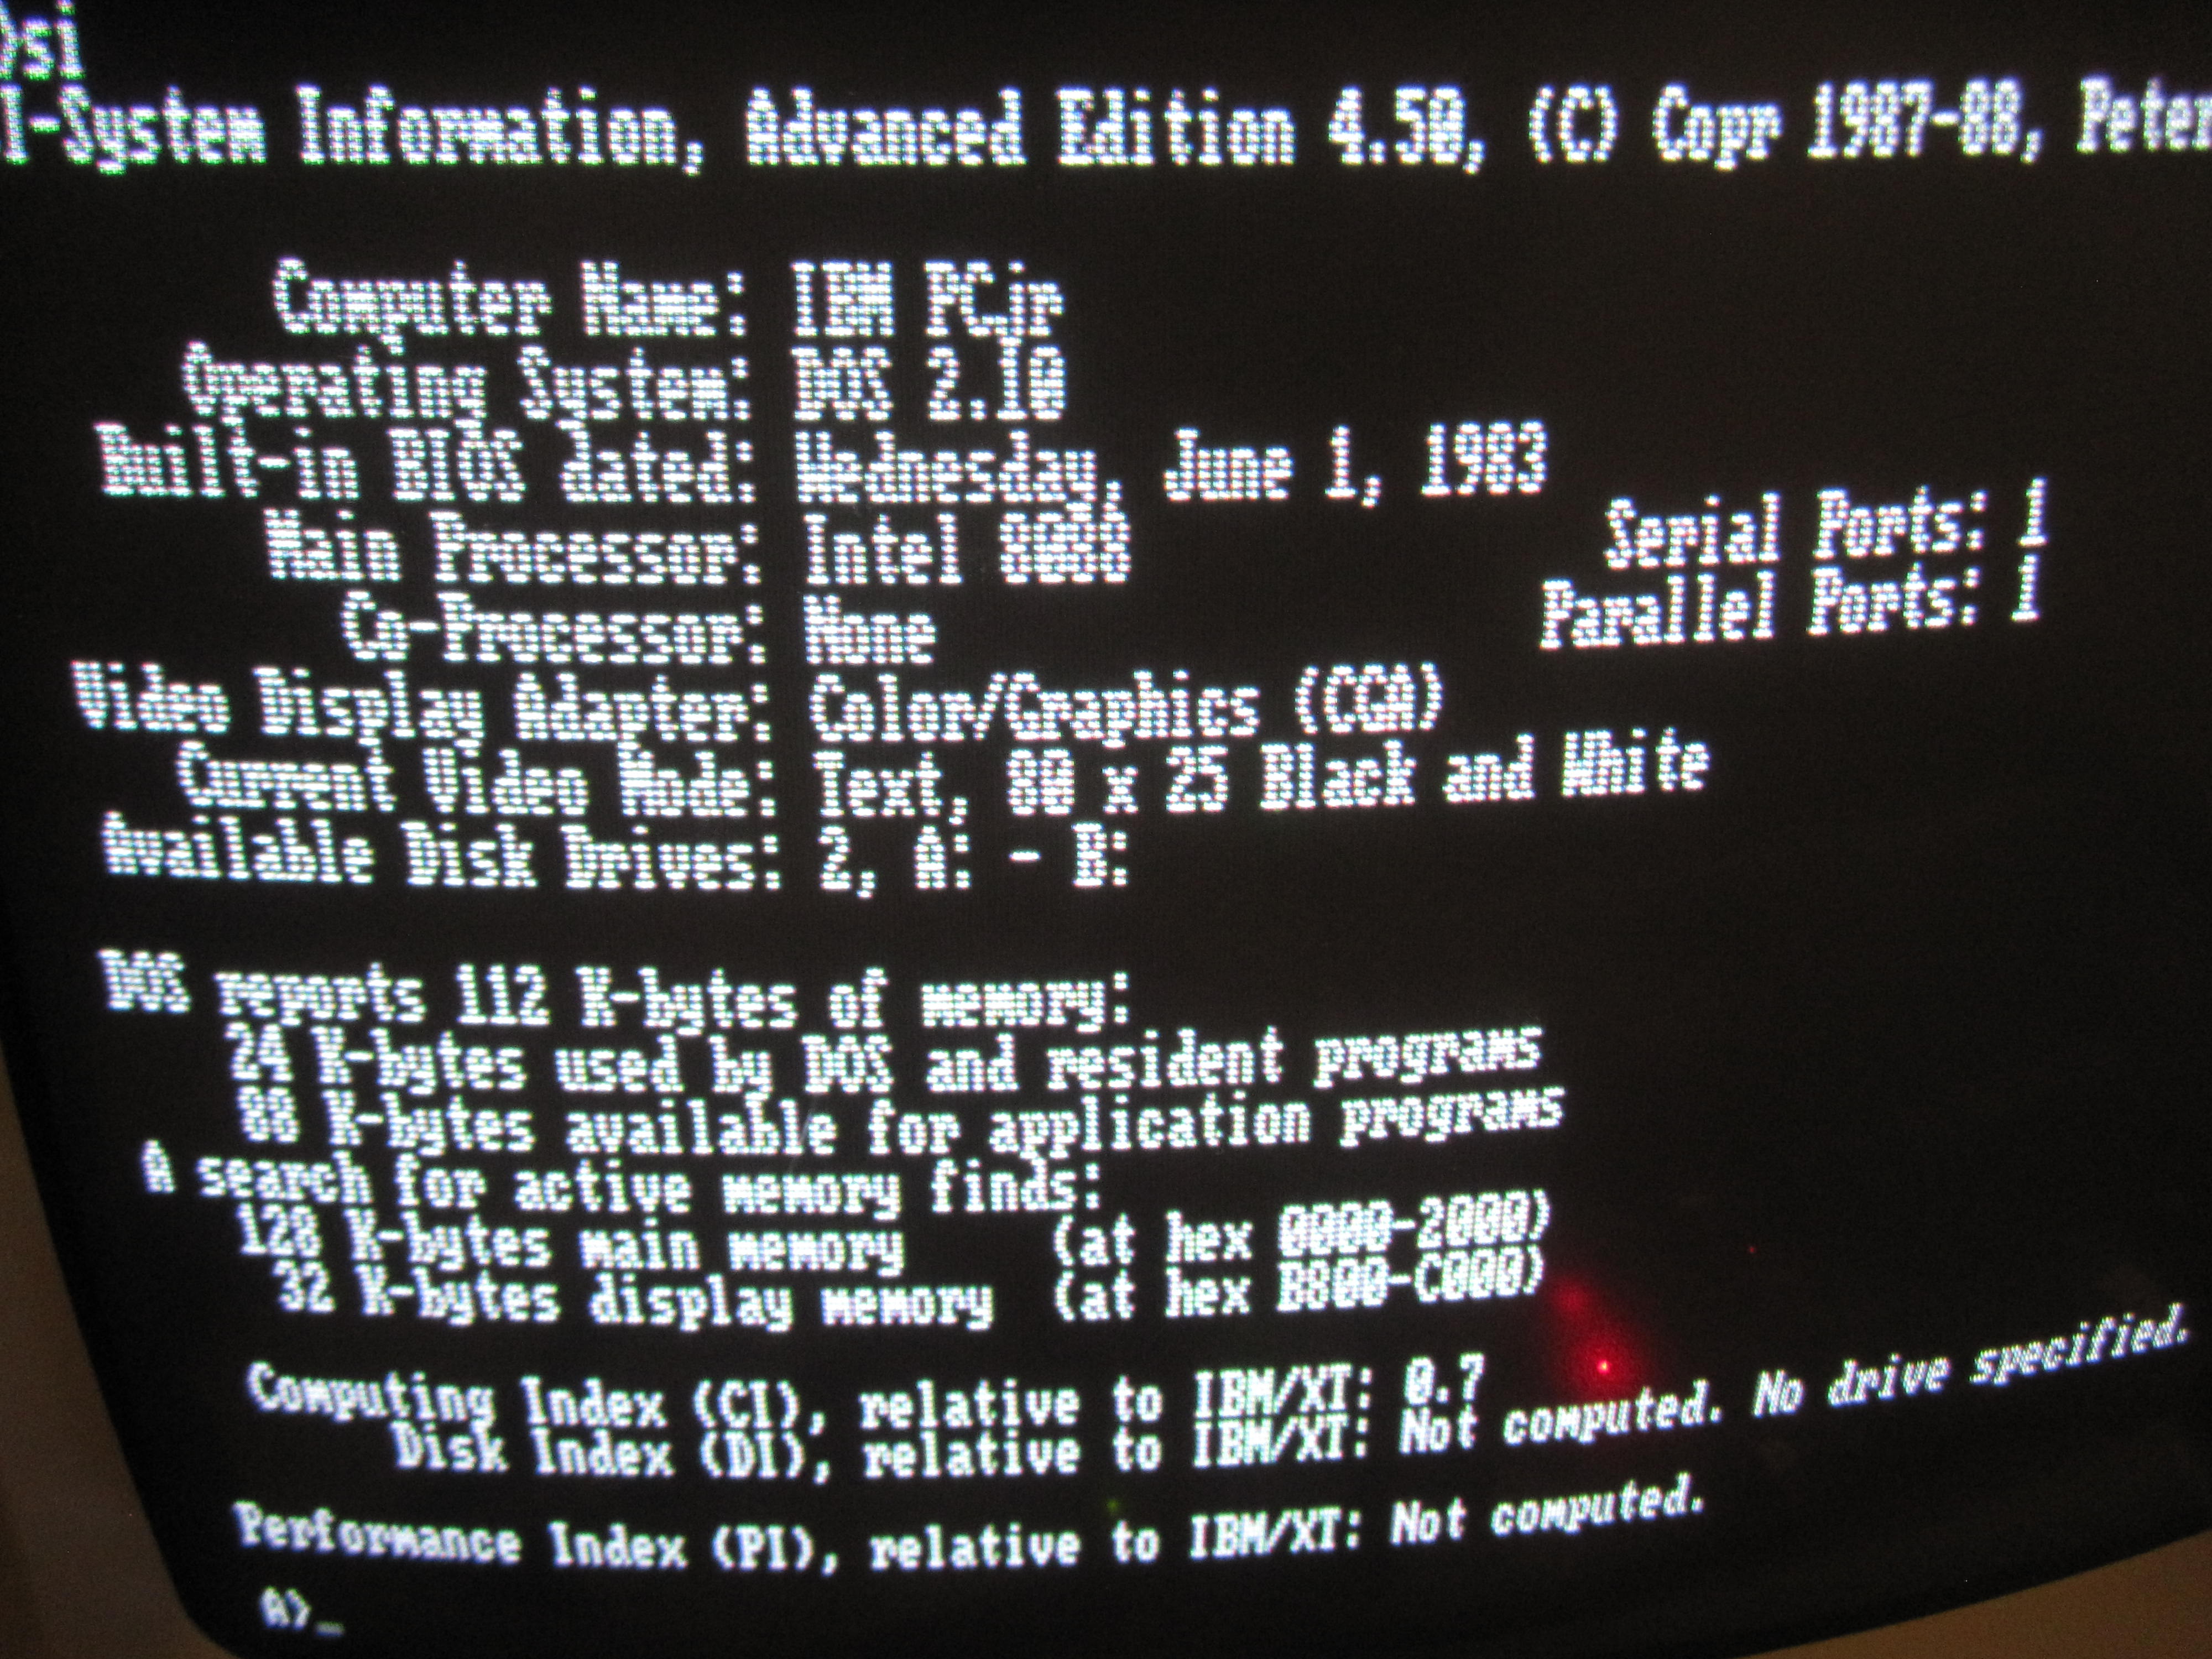 >si
I-System Information, Advanced Edition 4.50, (C) Copr 1987-88, Peter
Computer Name: IBM PCjr
Operating System: DOS 2.10
Built-in BIOS dated: Wednesday, June 1, 1983
Main Processor: Intel 8088 Serial Ports: 1
Co-Processor: None Parallel Ports: 1
Video Display Adapter: Color/Graphics (CGA)
Current Video Mode: Text, 80 x 25 Black and White
Available Disk Drives: 2, A: - B:
DOS reports 112 K-bytes of memory:
24 K-bytes used by DOS and resident programs
88 K-bytes available for application programs
A search for active memory finds:
128 K-bytes main memory (at hex 0000-2000)
32 K-bytes display memory (at hex B800-C000)
Computing Index (CI), relative to IBM/XT: 0.7
Disk Index (DI), relative to IBM/XT: Not computed. No drive specified.
Performance Index (PI), relative to IBM/XT: Not computed.
A>_